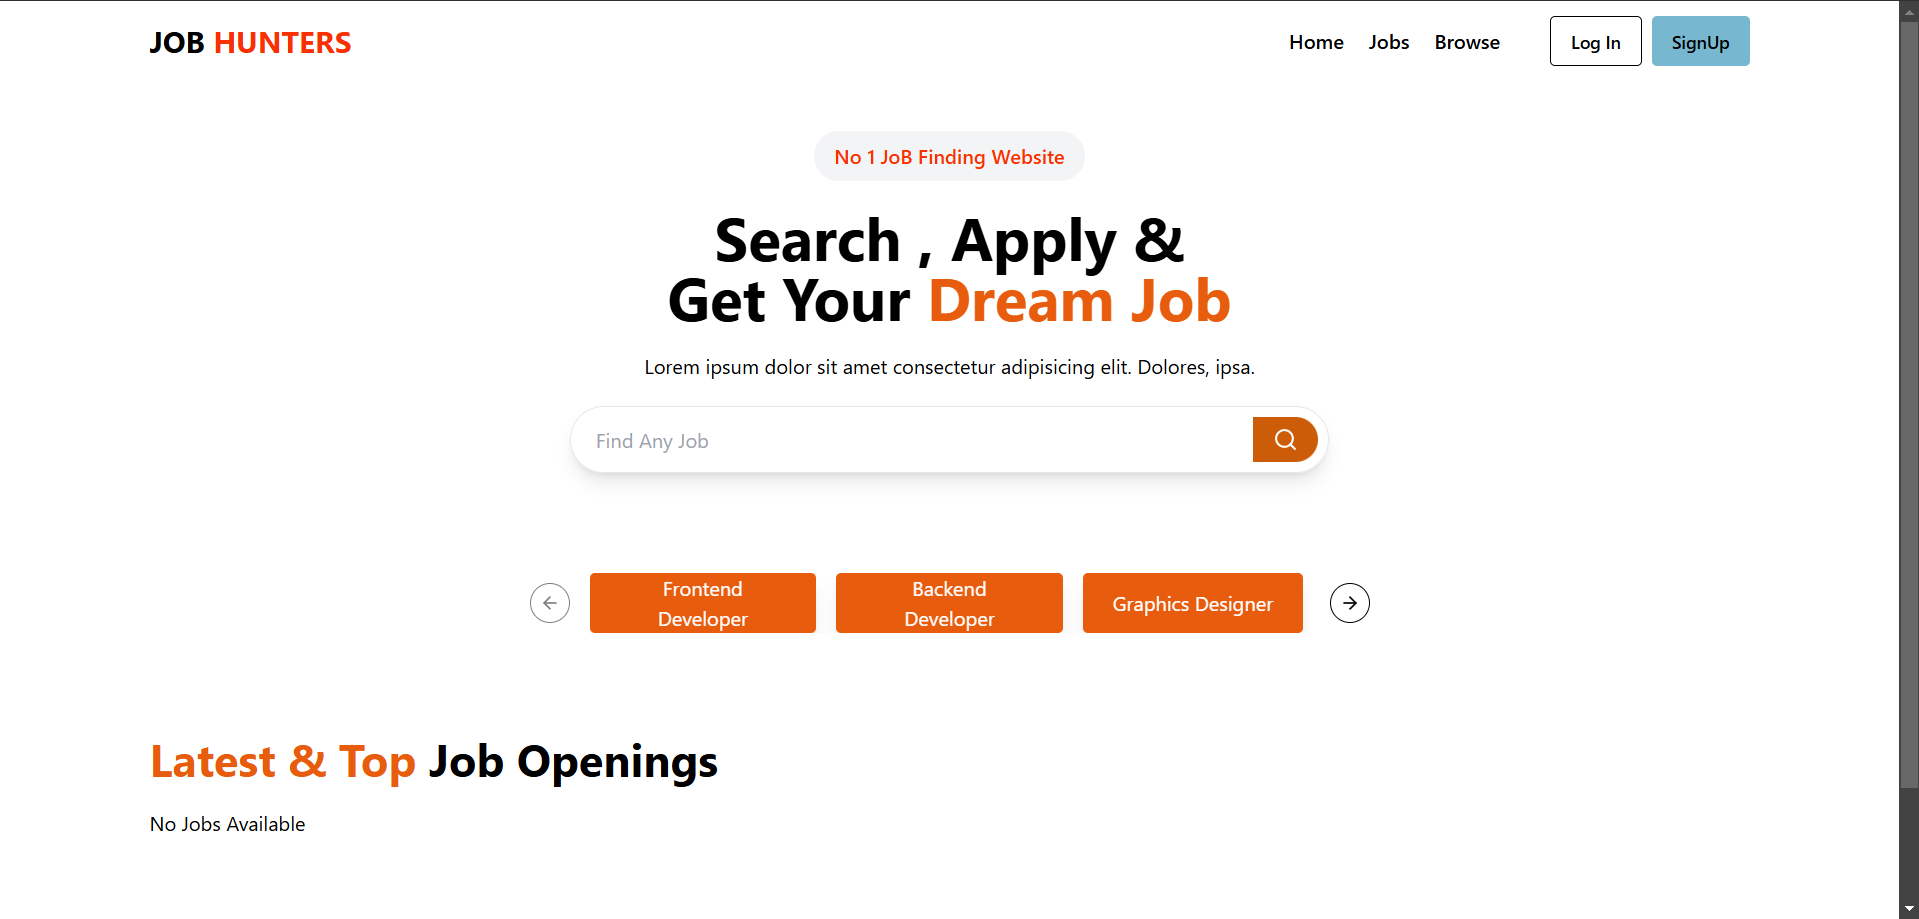 JOB HUNTERS
Home Jobs Browse Log In SignUp
No 1 JoB Finding Website
Search , Apply &
Get Your Dream Job
Lorem ipsum dolor sit amet consectetur adipisicing elit. Dolores, ipsa.
Find Any Job
Frontend
Developer
Backend
Developer
Graphics Designer
Latest & Top Job Openings
No Jobs Available